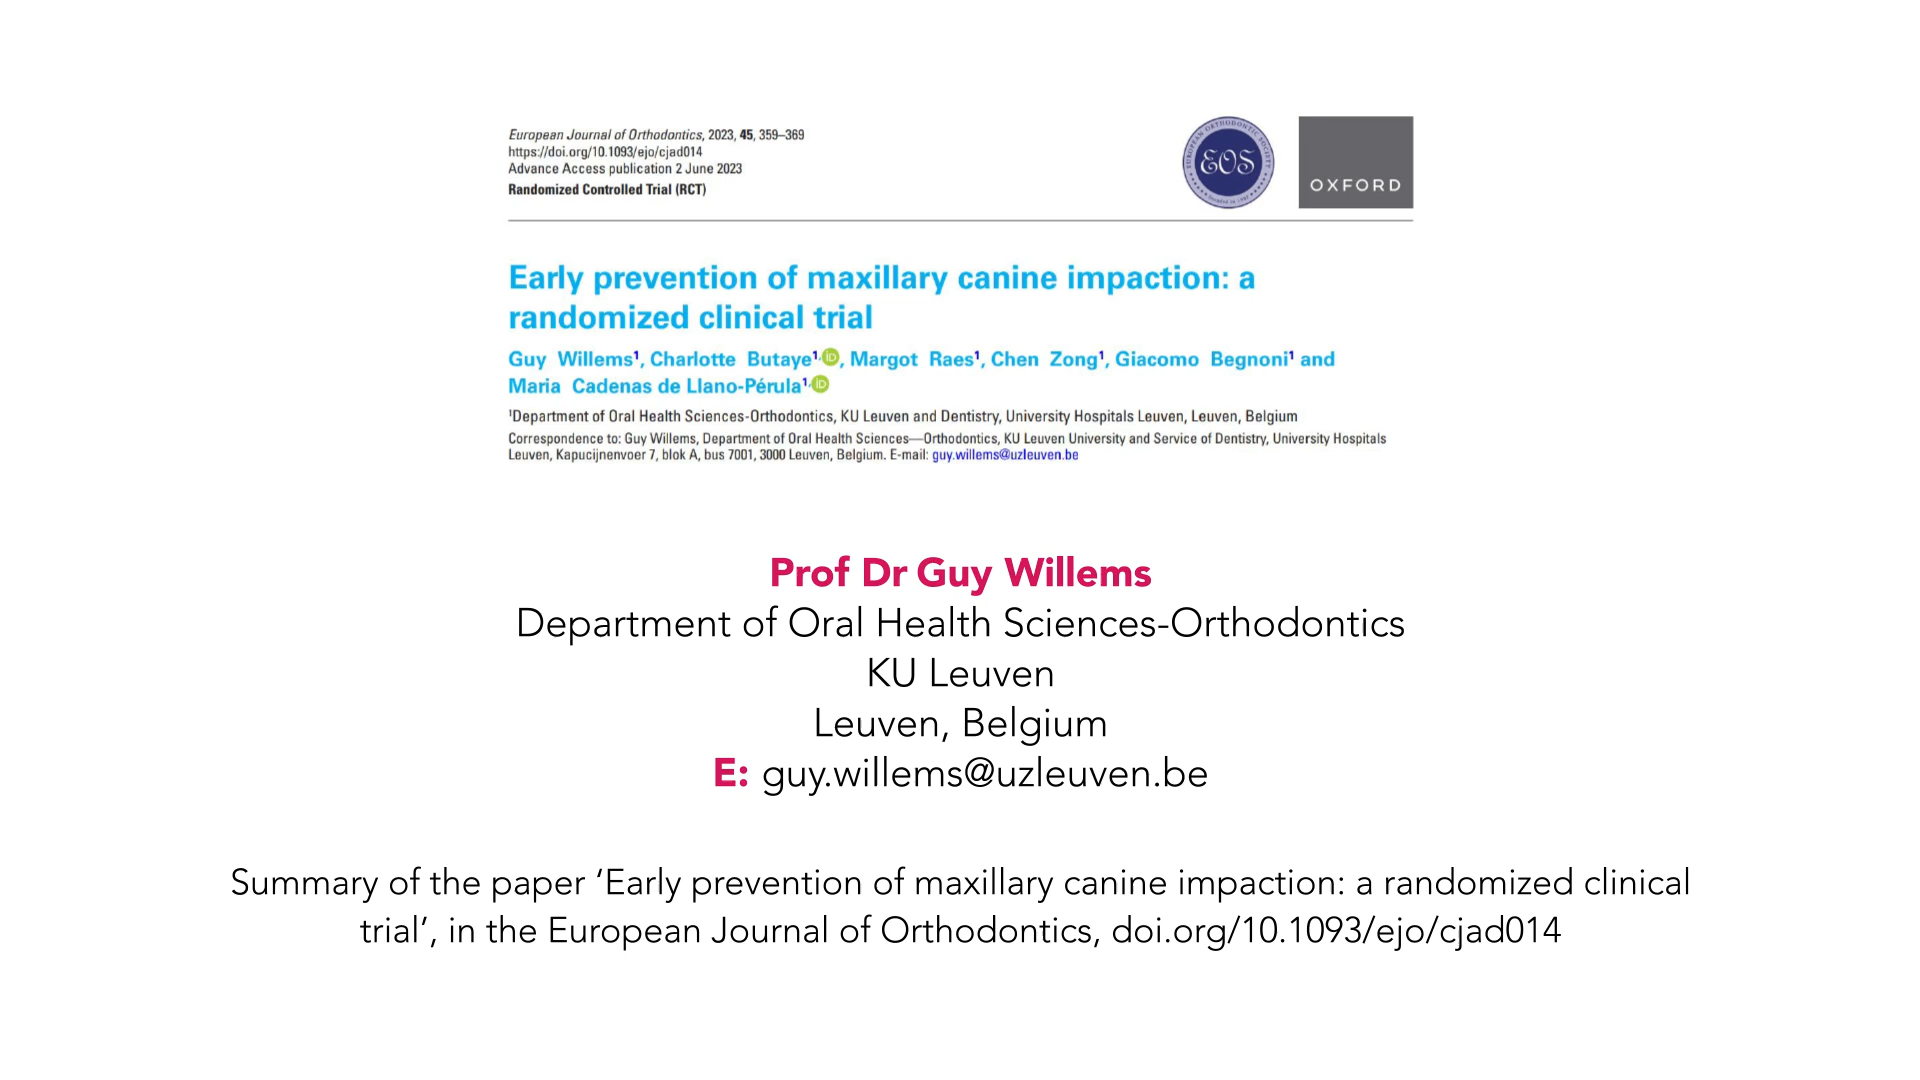 European Journal of Orthodontics, 2023, 45, 359–369
https://doi.org/10.1093/ejo/cjad014
Advance Access publication 2 June 2023
Randomized Controlled Trial (RCT)
EUROPEAN ORTHODONTIC SOCIETY
EOS
OXFORD
Early prevention of maxillary canine impaction: a
randomized clinical trial
Guy Willems¹, Charlotte Butaye¹,iD, Margot Raes¹, Chen Zong¹, Giacomo Begnoni¹ and
Maria Cadenas de Llano-Pérula¹,iD
¹Department of Oral Health Sciences-Orthodontics, KU Leuven and Dentistry, University Hospitals Leuven, Leuven, Belgium
Correspondence to: Guy Willems, Department of Oral Health Sciences—Orthodontics, KU Leuven University and Service of Dentistry, University Hospitals
Leuven, Kapucijnenvoer 7, blok A, bus 7001, 3000 Leuven, Belgium. E-mail: guy.willems@uzleuven.be
Prof Dr Guy Willems
Department of Oral Health Sciences-Orthodontics
KU Leuven
Leuven, Belgium
E: guy.willems@uzleuven.be
Summary of the paper ‘Early prevention of maxillary canine impaction: a randomized clinical
trial’, in the European Journal of Orthodontics, doi.org/10.1093/ejo/cjad014